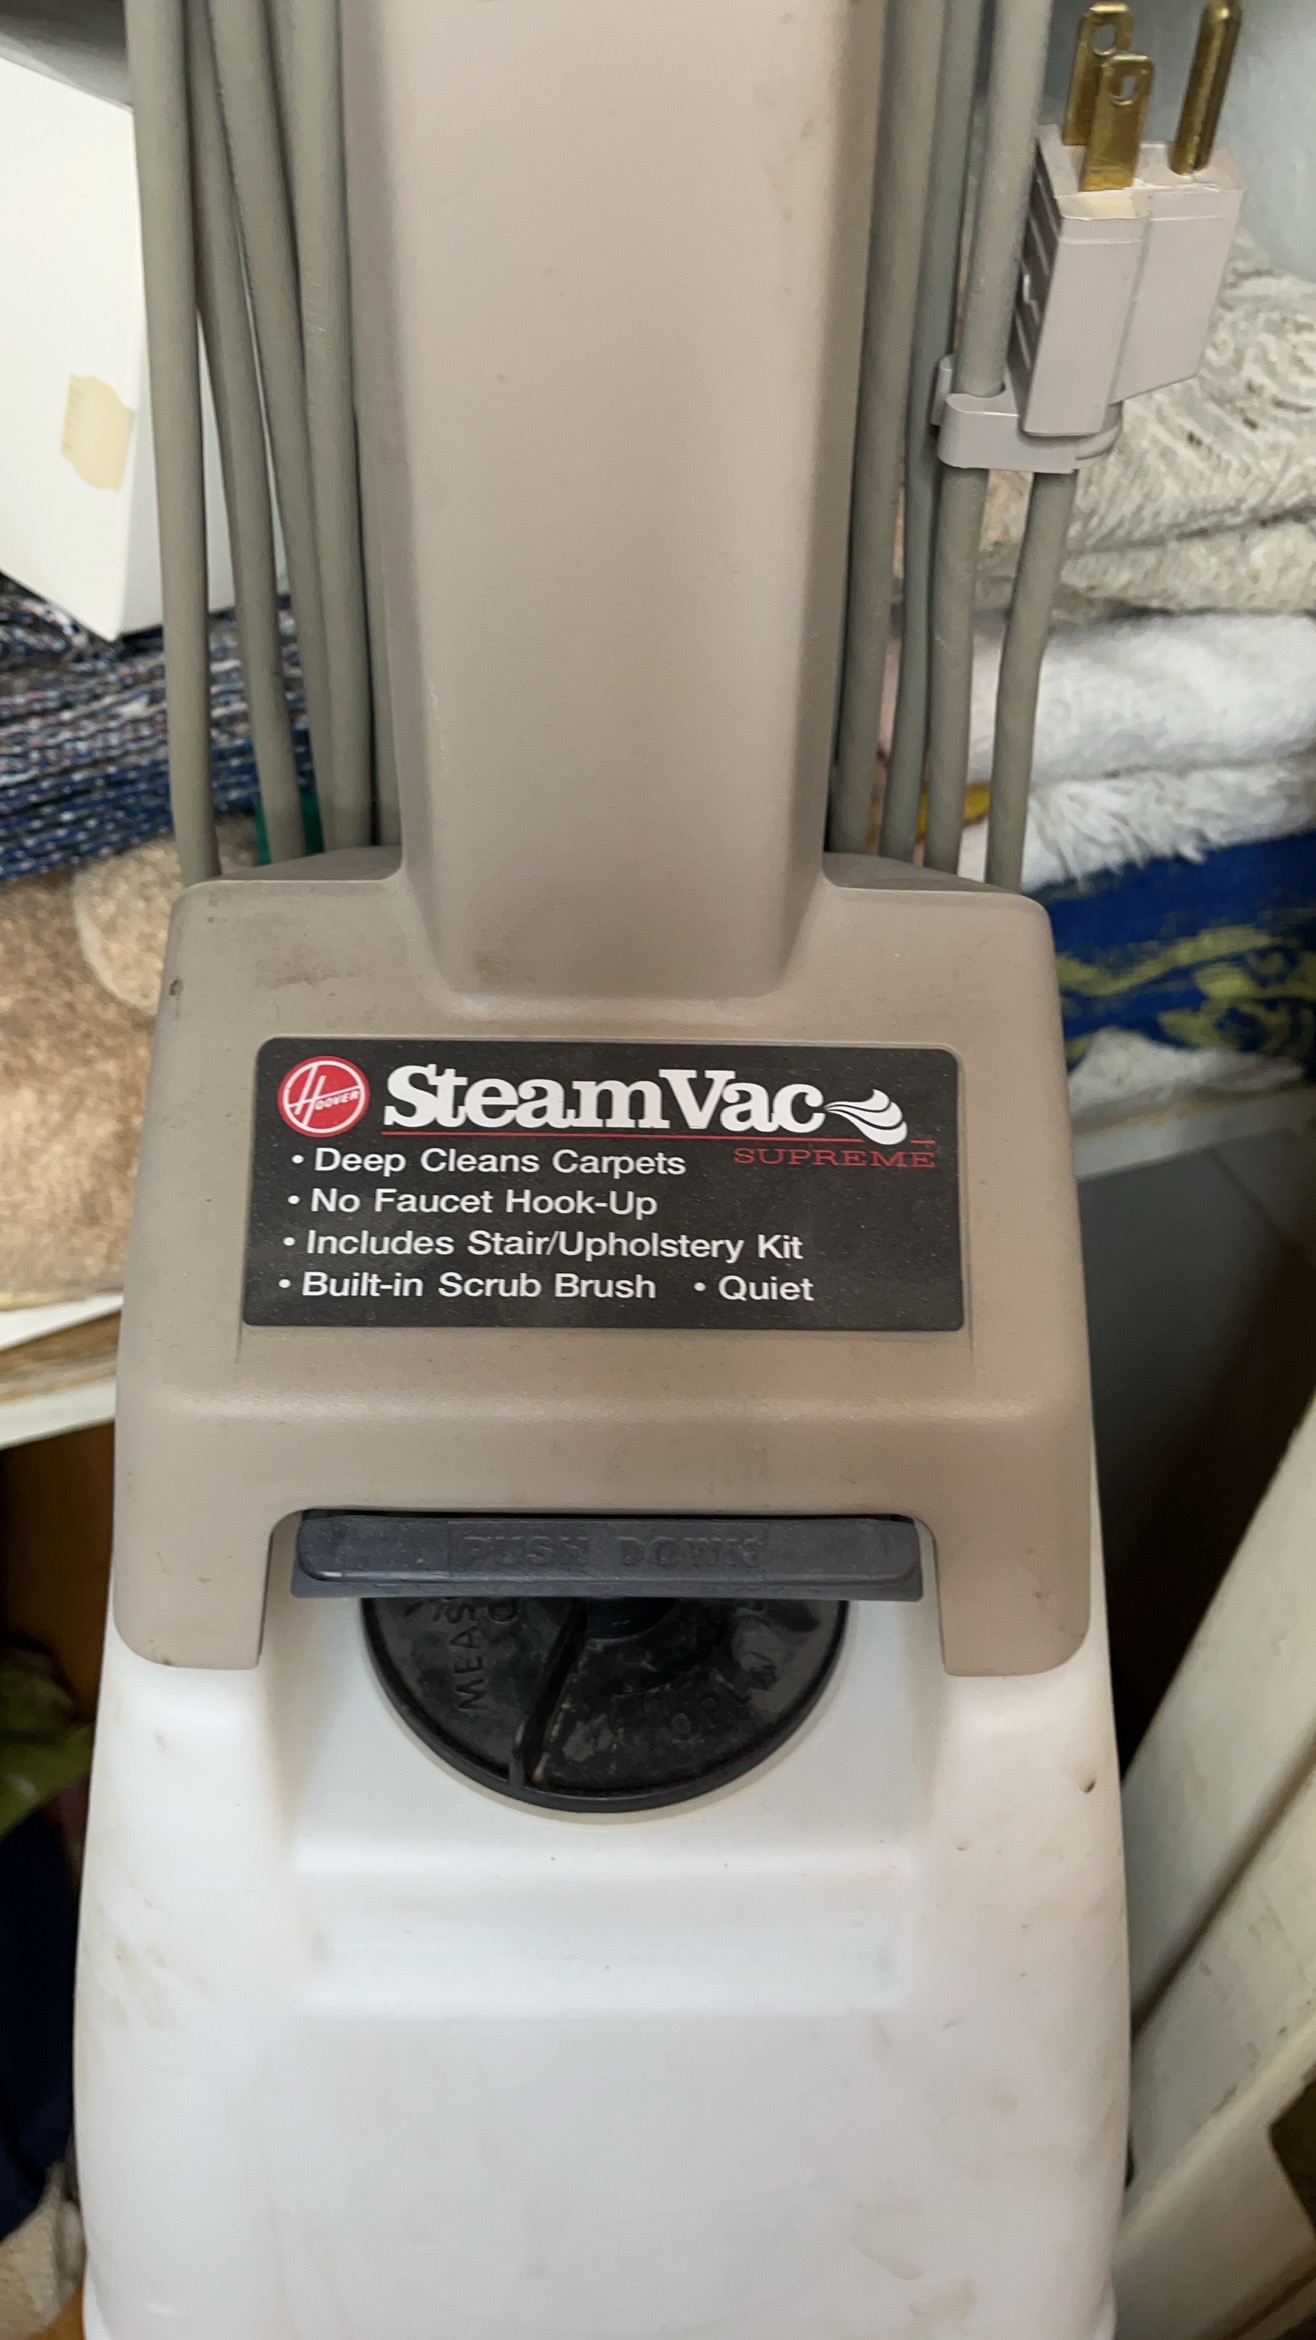 HOOVER SteamVac
SUPREME
• Deep Cleans Carpets
• No Faucet Hook-Up
• Includes Stair/Upholstery Kit
• Built-in Scrub Brush • Quiet
PUSH DOWN